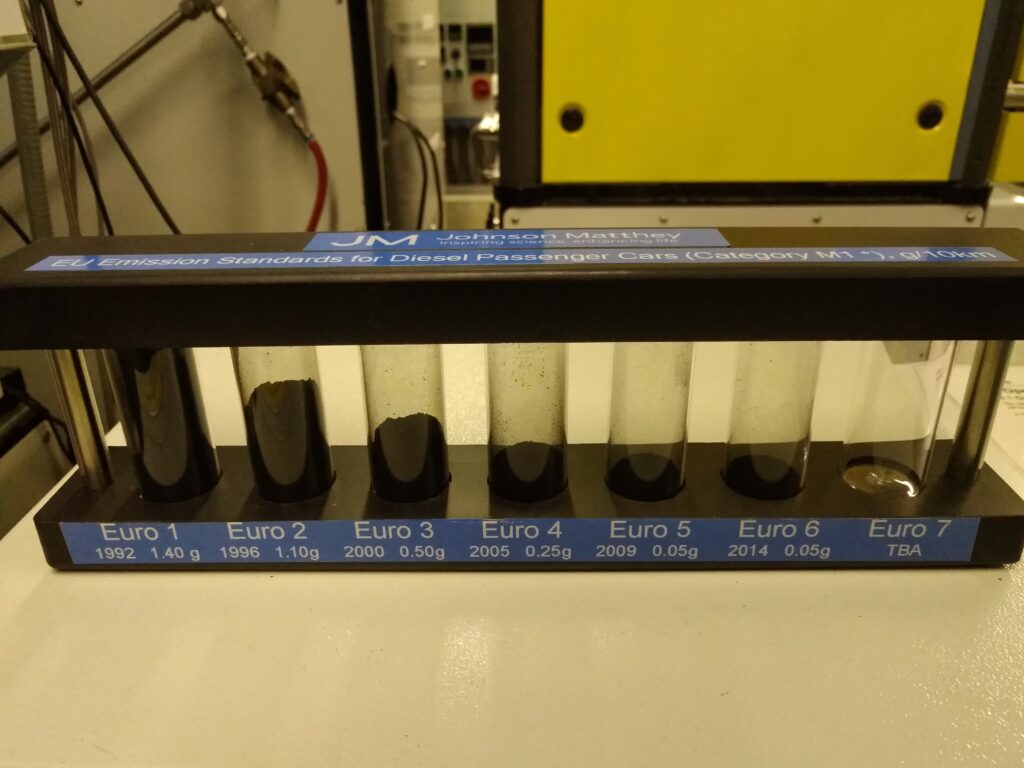 JM Johnson Matthey
Inspiring science, enhancing life
EU Emission Standards for Diesel Passenger Cars (Category M1 *), g/10km
Euro 1 Euro 2 Euro 3 Euro 4 Euro 5 Euro 6 Euro 7
1992 1.40 g 1996 1.10g 2000 0.50g 2005 0.25g 2009 0.05g 2014 0.05g TBA